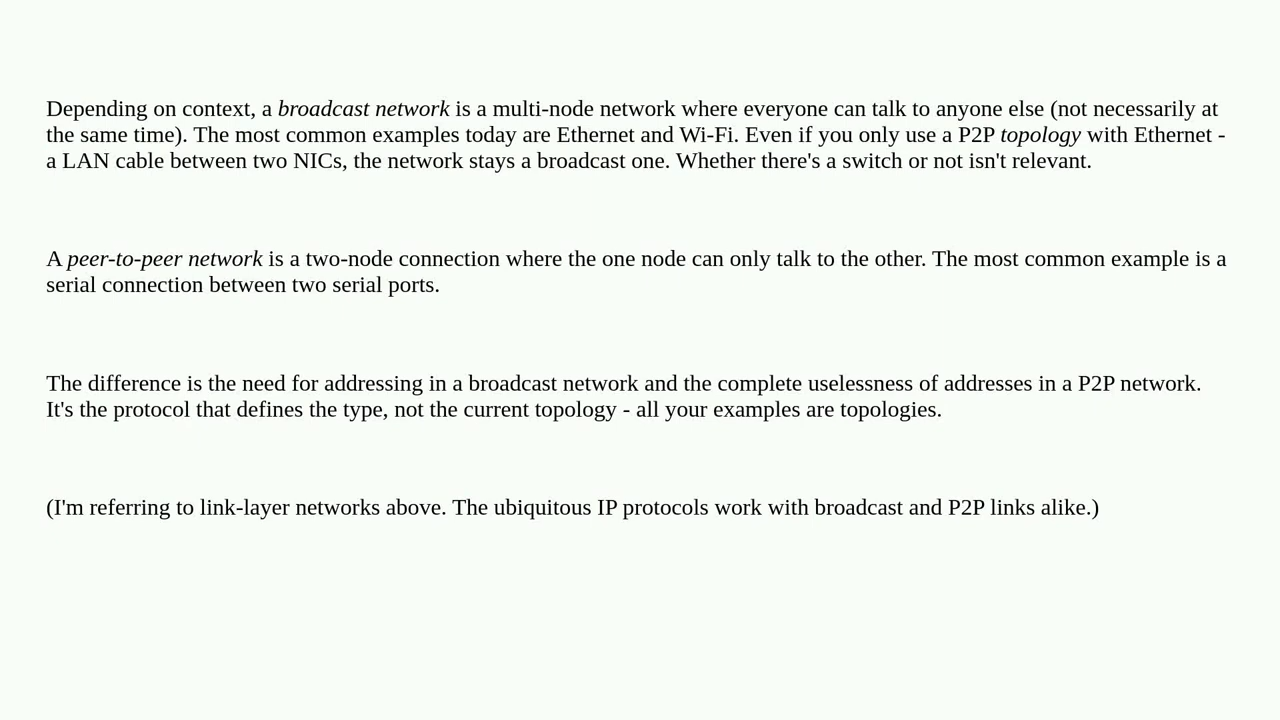 Depending on context, a broadcast network is a multi-node network where everyone can talk to anyone else (not necessarily at
the same time). The most common examples today are Ethernet and Wi-Fi. Even if you only use a P2P topology with Ethernet -
a LAN cable between two NICs, the network stays a broadcast one. Whether there's a switch or not isn't relevant.
A peer-to-peer network is a two-node connection where the one node can only talk to the other. The most common example is a
serial connection between two serial ports.
The difference is the need for addressing in a broadcast network and the complete uselessness of addresses in a P2P network.
It's the protocol that defines the type, not the current topology - all your examples are topologies.
(I'm referring to link-layer networks above. The ubiquitous IP protocols work with broadcast and P2P links alike.)